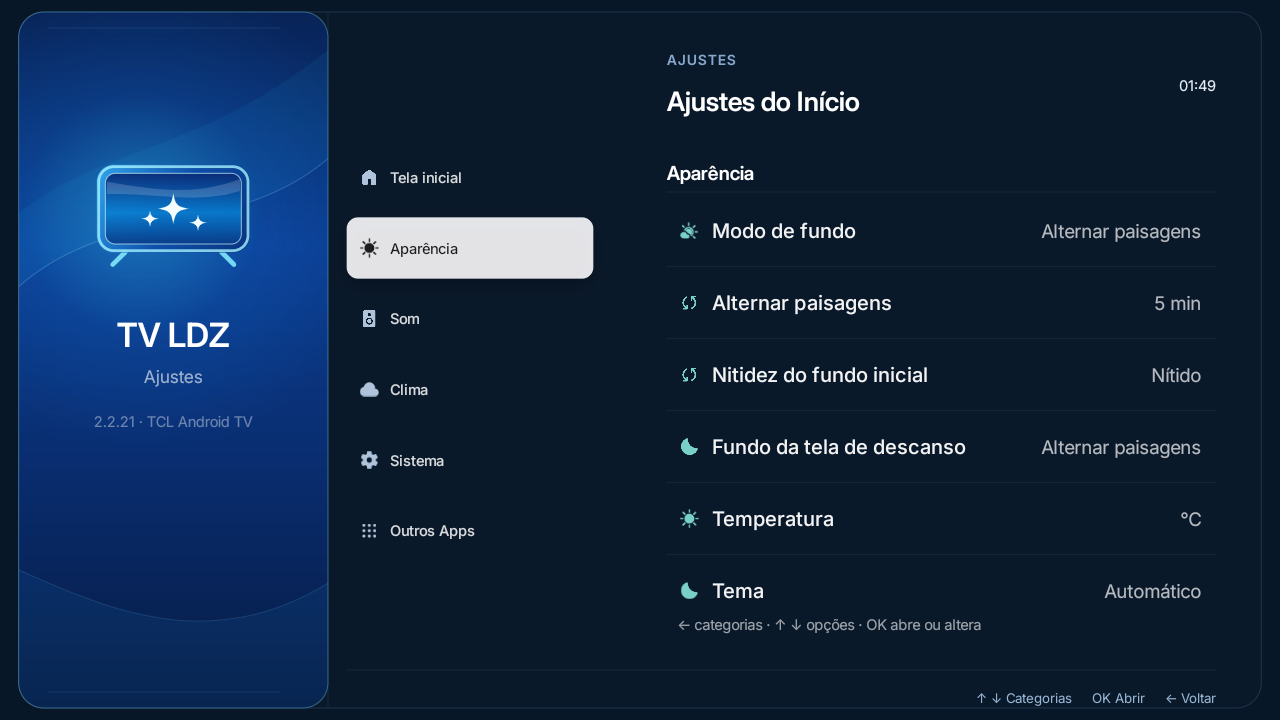 TV LDZ
Ajustes
2.2.21 · TCL Android TV
Tela inicial
Aparência
Som
Clima
Sistema
Outros Apps
AJUSTES
Ajustes do Início
01:49
Aparência
Modo de fundo Alternar paisagens
Alternar paisagens 5 min
Nitidez do fundo inicial Nítido
Fundo da tela de descanso Alternar paisagens
Temperatura °C
Tema Automático
← categorias · ↑ ↓ opções · OK abre ou altera
↑ ↓ Categorias OK Abrir ← Voltar